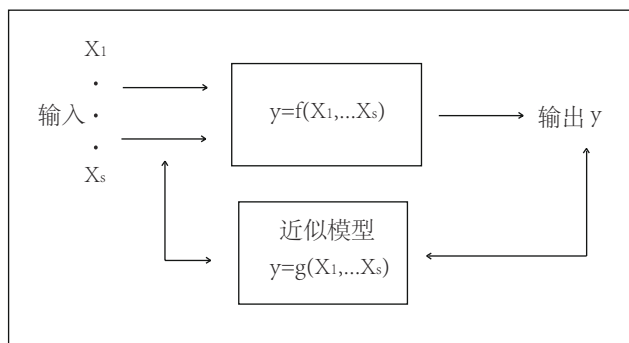 X1
输入
Xs
y=f(X1,...Xs)
输出 y
近似模型
y=g(X1,...Xs)